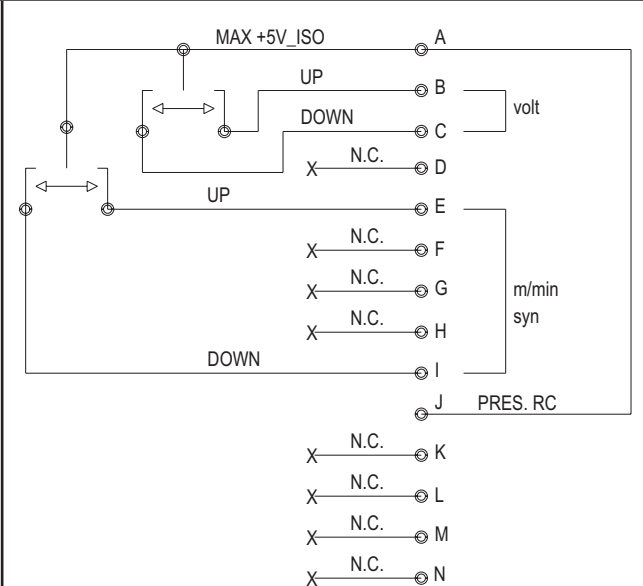 MAX +5V_ISO A
UP B
volt
DOWN C
X N.C. D
UP E
X N.C. F
X N.C. G
m/min
syn
X N.C. H
DOWN I
J PRES. RC
X N.C. K
X N.C. L
X N.C. M
X N.C. N